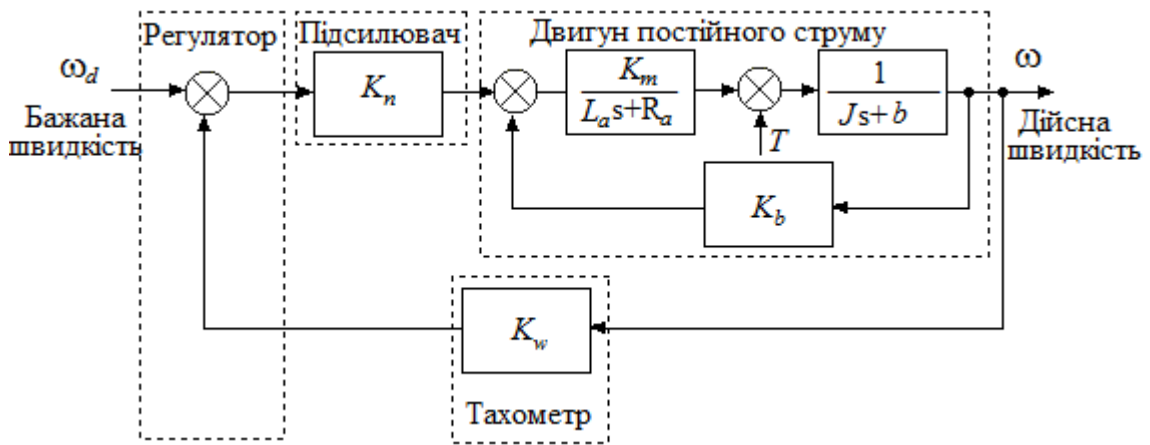 Регулятор
Підсилювач
Двигун постійного струму
ω_d
Бажана
швидкість
K_n
K_m
L_a s+R_a
T
1
Js+b
ω
Дійсна
швидкість
K_b
K_w
Тахометр